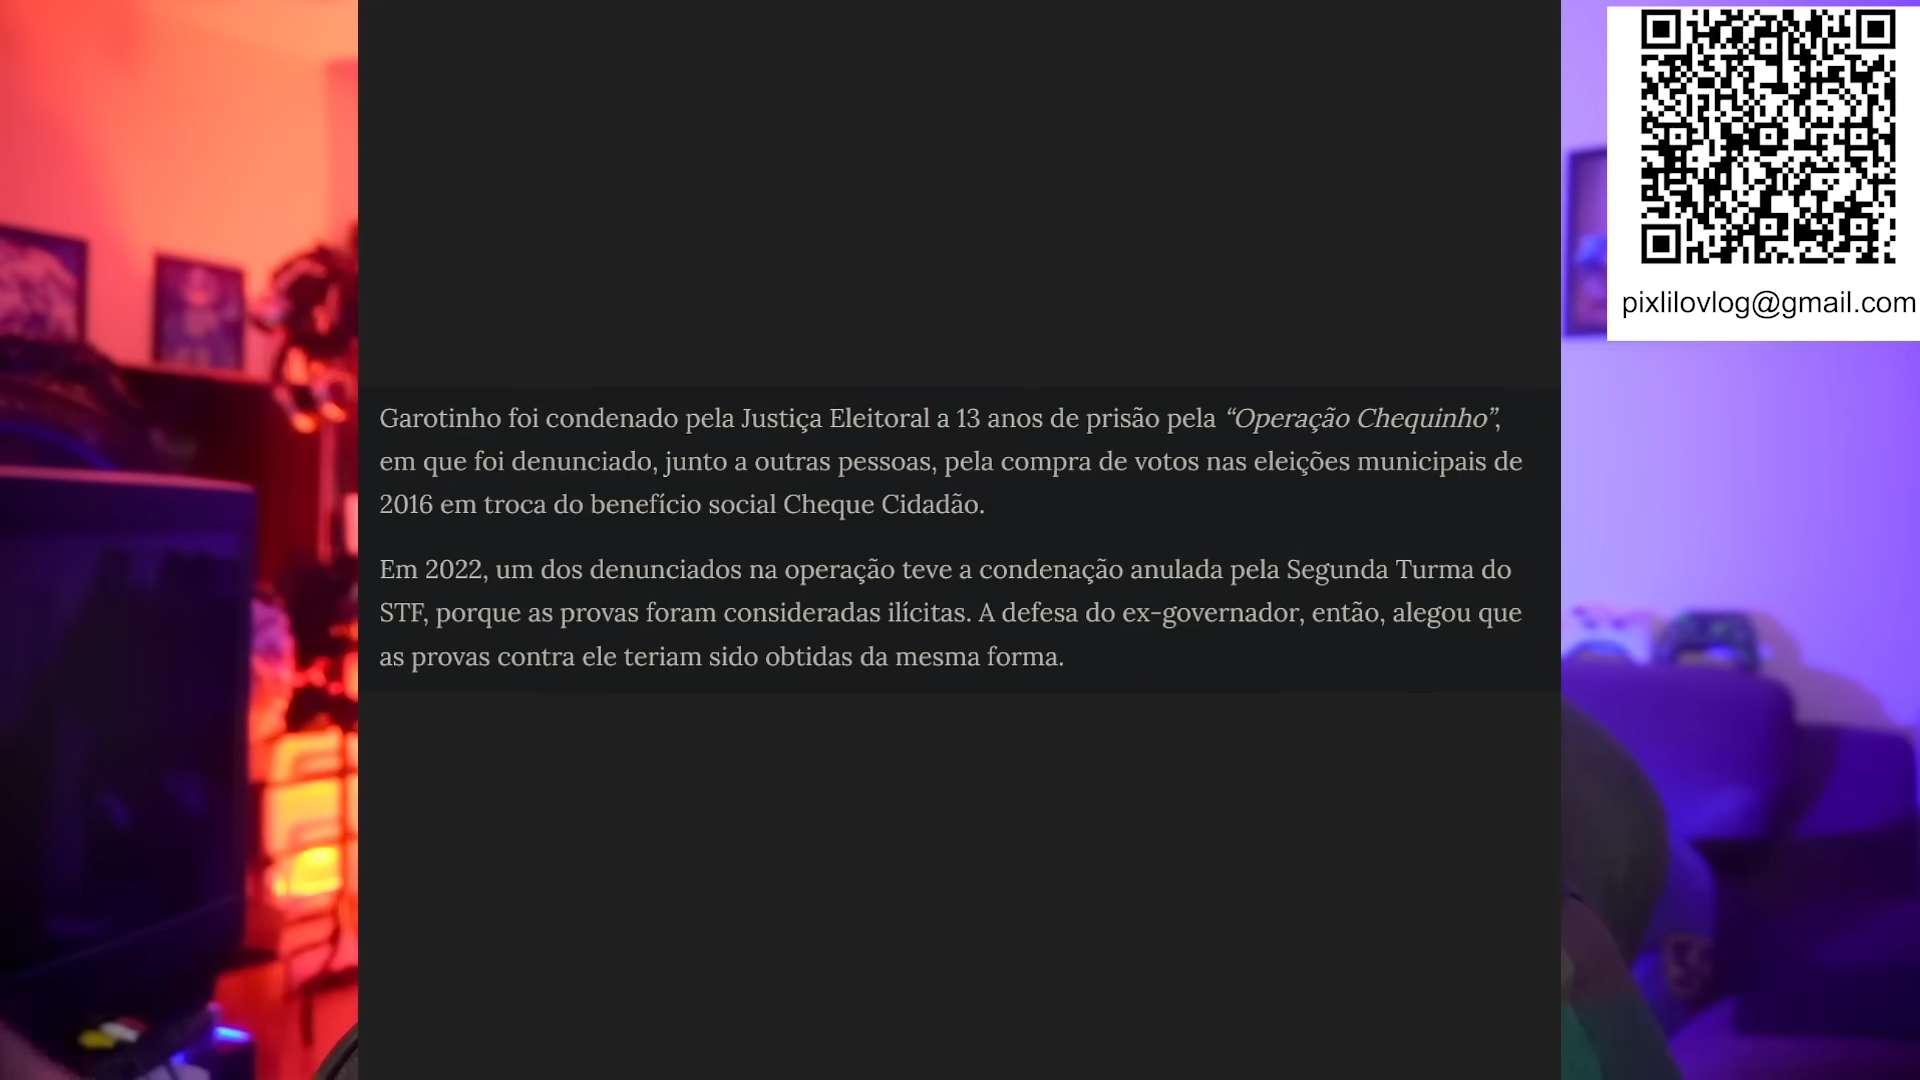 pixlilovlog@gmail.com
Garotinho foi condenado pela Justiça Eleitoral a 13 anos de prisão pela “Operação Chequinho”,
em que foi denunciado, junto a outras pessoas, pela compra de votos nas eleições municipais de
2016 em troca do benefício social Cheque Cidadão.
Em 2022, um dos denunciados na operação teve a condenação anulada pela Segunda Turma do
STF, porque as provas foram consideradas ilícitas. A defesa do ex-governador, então, alegou que
as provas contra ele teriam sido obtidas da mesma forma.